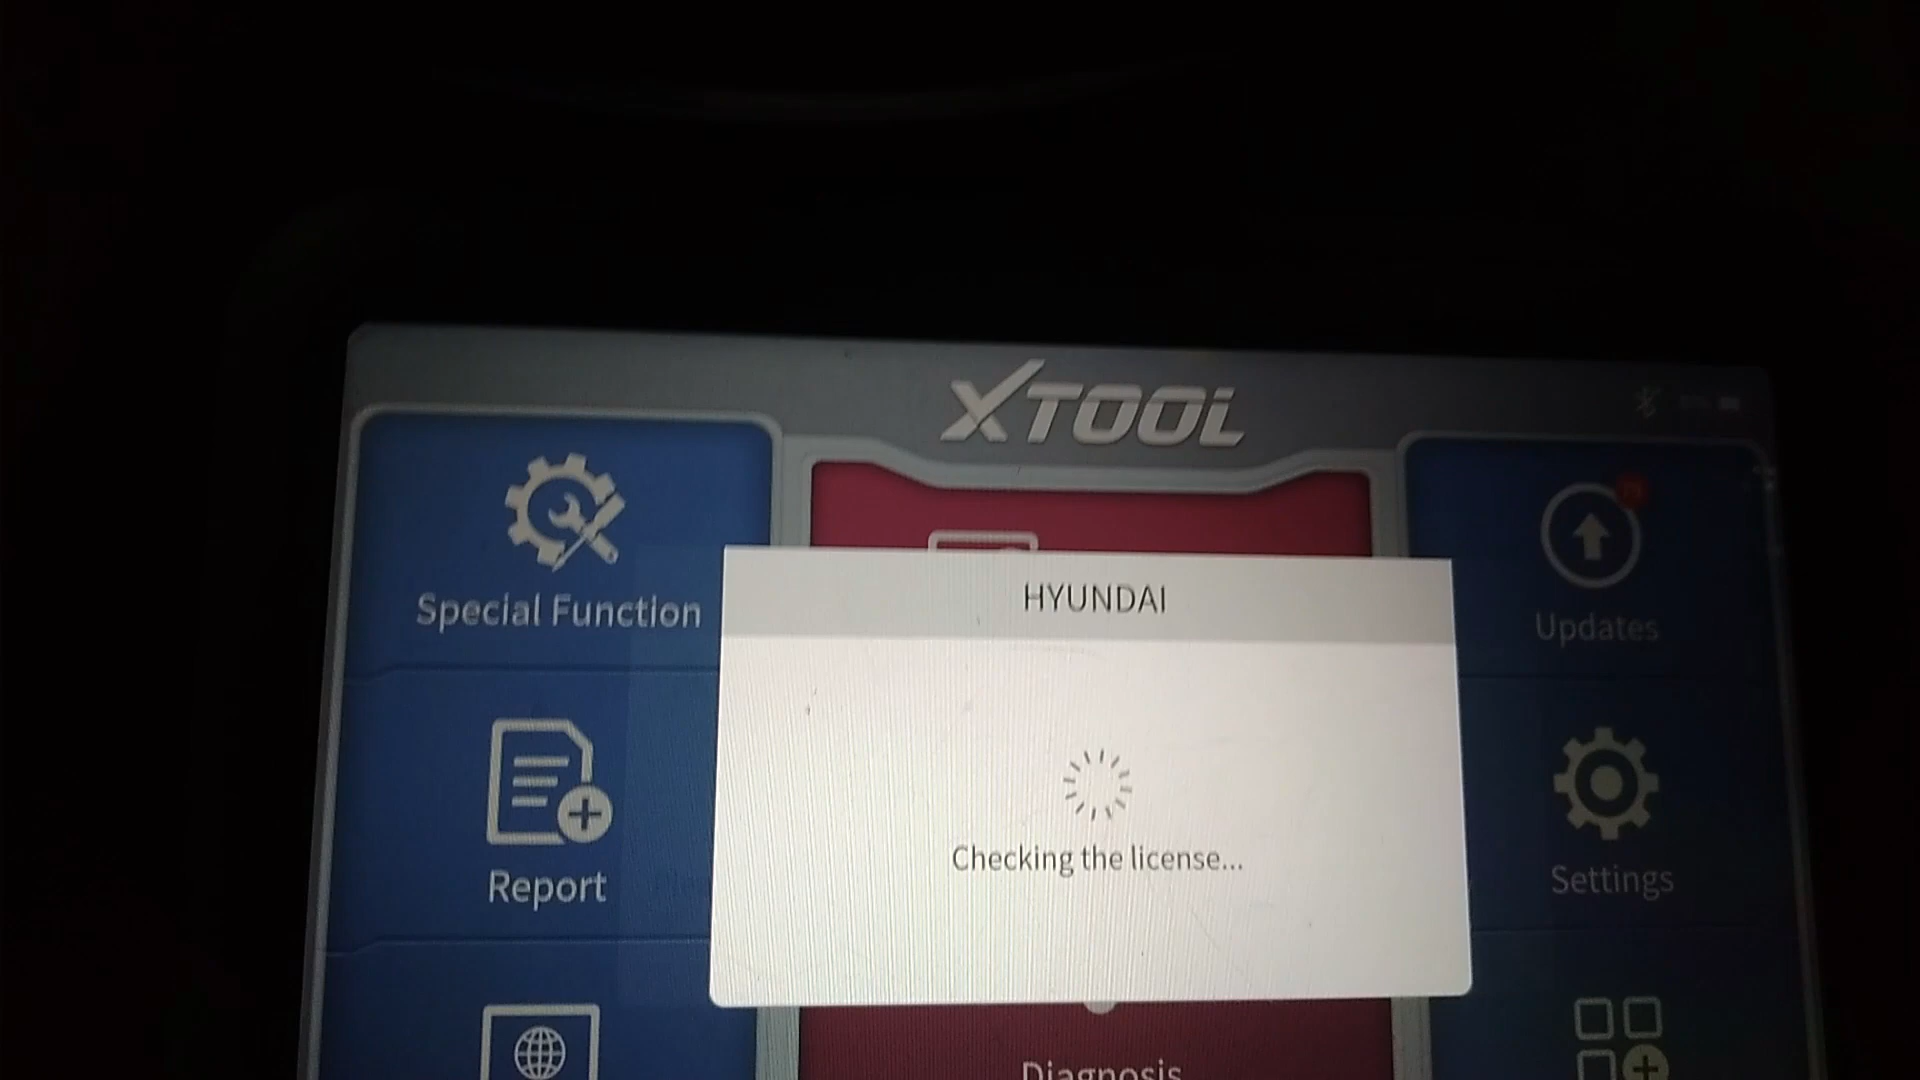 XTOOL
Special Function
HYUNDAI
Updates
Checking the license...
Report
Settings
Diagnosis